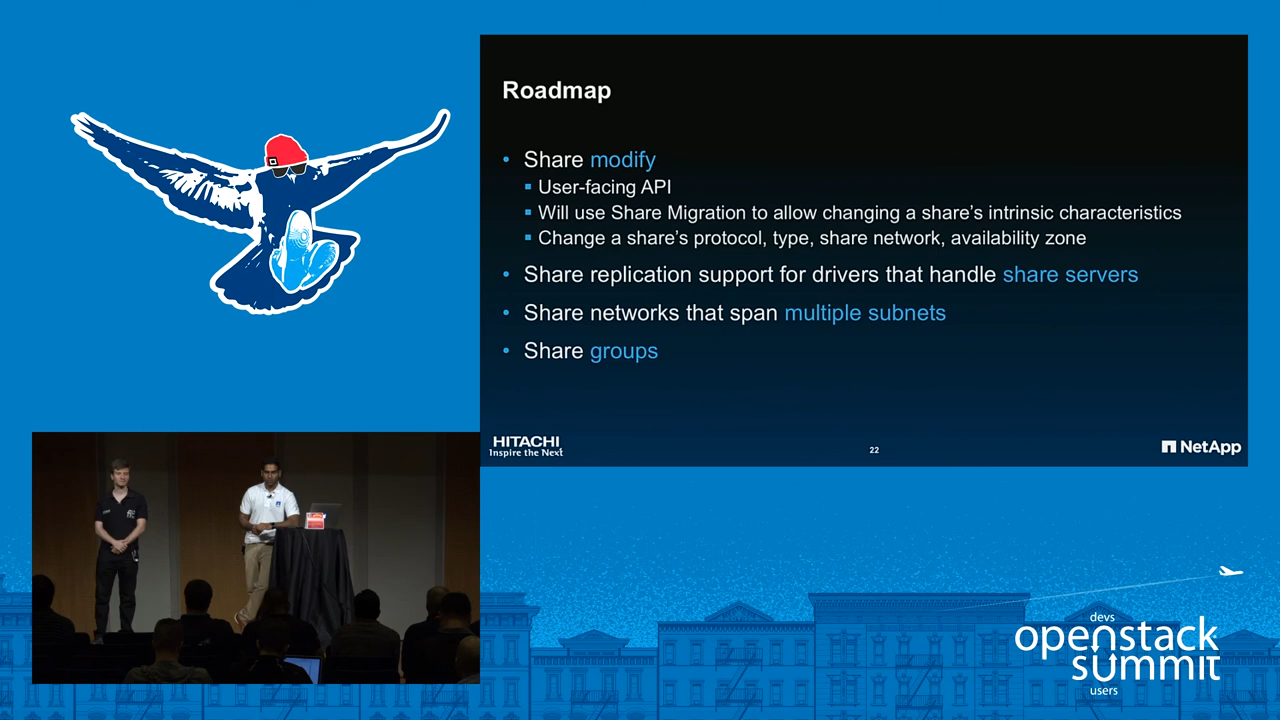 Roadmap
• Share modify
▪ User-facing API
▪ Will use Share Migration to allow changing a share's intrinsic characteristics
▪ Change a share's protocol, type, share network, availability zone
• Share replication support for drivers that handle share servers
• Share networks that span multiple subnets
• Share groups
HITACHI
Inspire the Next
22
NetApp
devs
openstack
summit
users